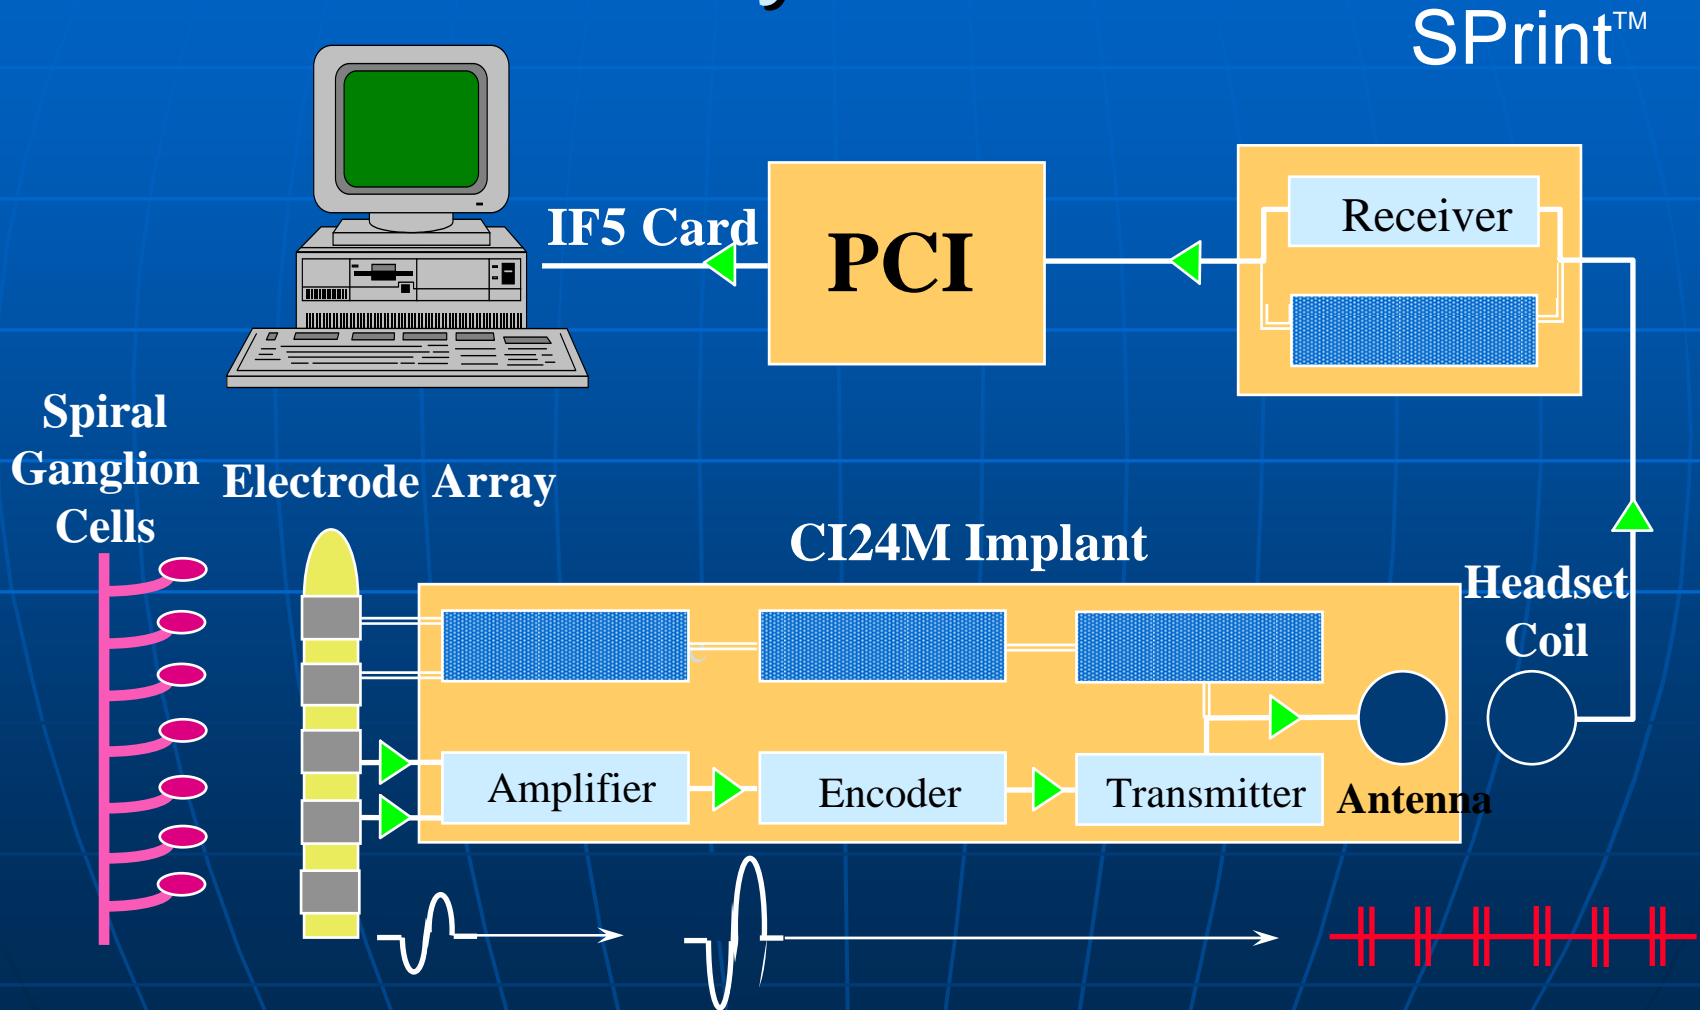 SPrint™
IF5 Card
PCI
Receiver
Spiral
Ganglion
Cells
Electrode Array
CI24M Implant
Headset
Coil
Amplifier
Encoder
Transmitter
Antenna